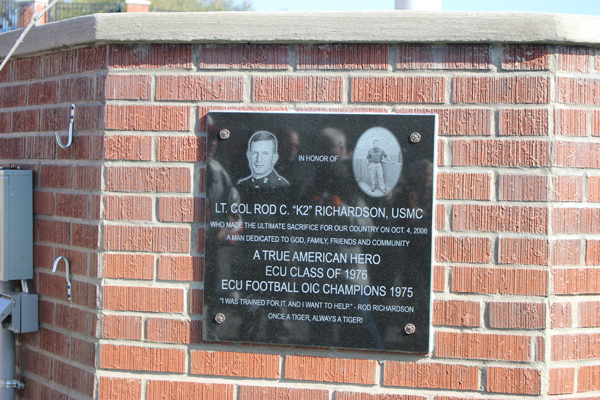 IN HONOR OF
LT. COL ROD C. "K2" RICHARDSON, USMC
WHO MADE THE ULTIMATE SACRIFICE FOR OUR COUNTRY ON OCT. 4, 2006
A MAN DEDICATED TO GOD, FAMILY, FRIENDS AND COMMUNITY
A TRUE AMERICAN HERO
ECU CLASS OF 1976
ECU FOOTBALL OIC CHAMPIONS 1975
"I WAS TRAINED FOR IT, AND I WANT TO HELP." - ROD RICHARDSON
ONCE A TIGER, ALWAYS A TIGER!